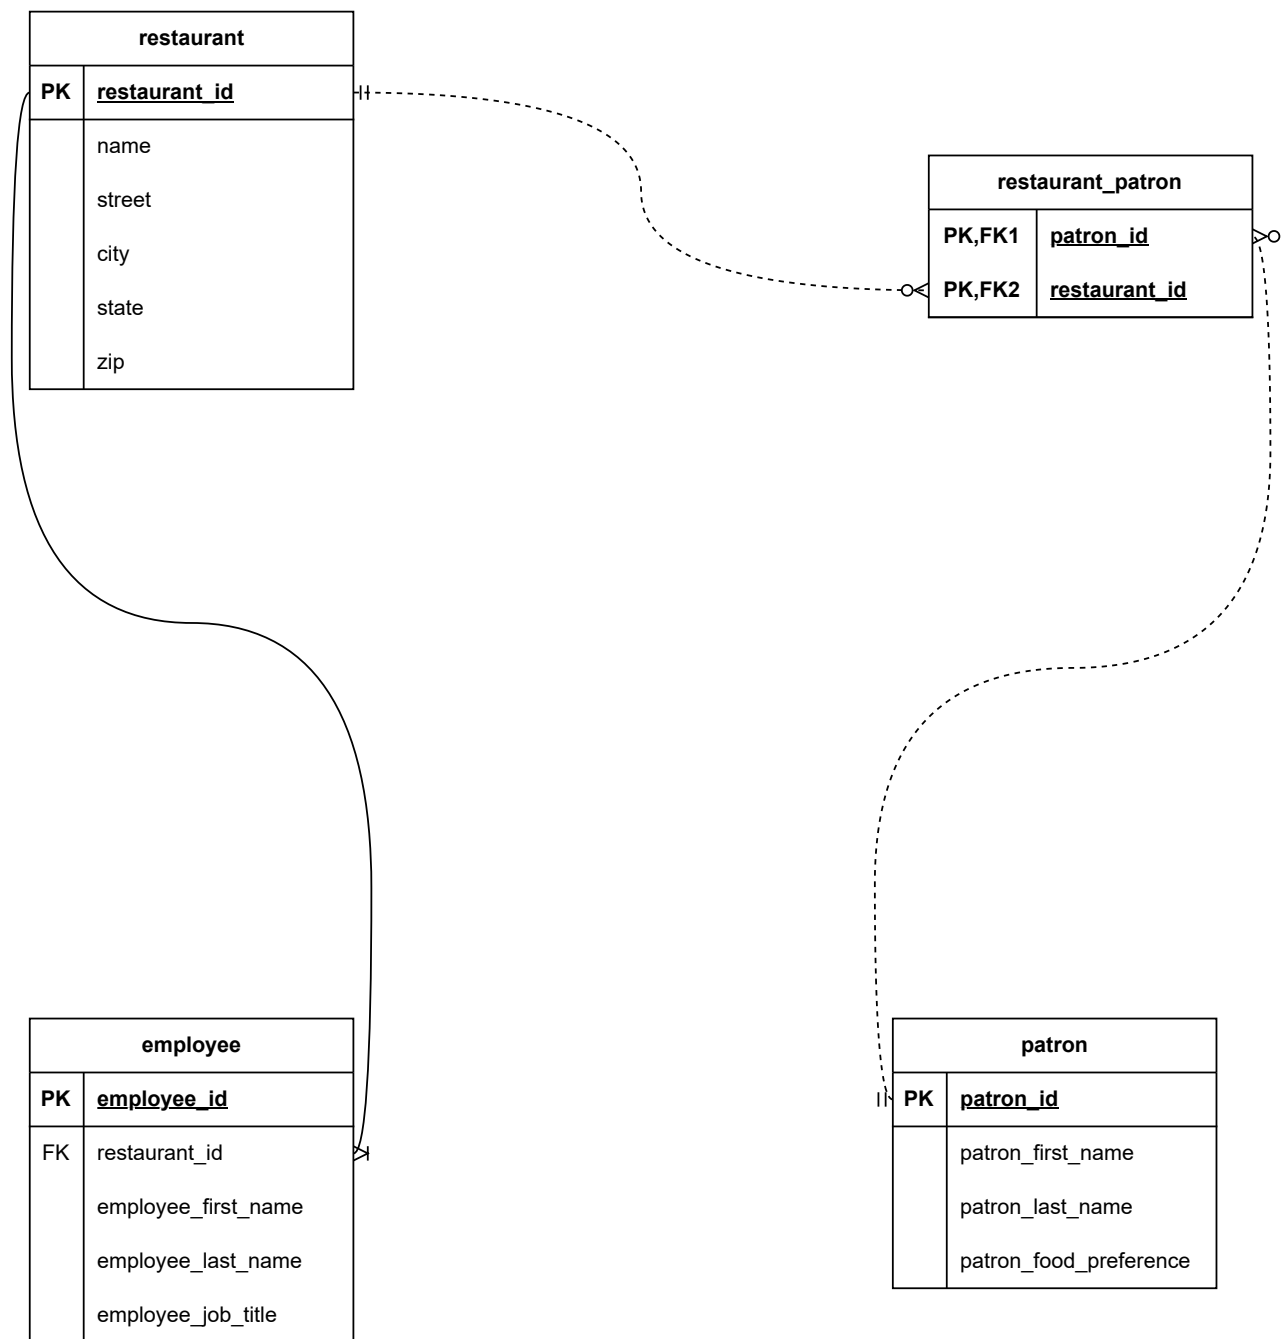 restaurant
PK restaurant_id
name
street
city
state
zip
restaurant_patron
PK,FK1 patron_id
PK,FK2 restaurant_id
employee
PK employee_id
FK restaurant_id
employee_first_name
employee_last_name
employee_job_title
patron
PK patron_id
patron_first_name
patron_last_name
patron_food_preference